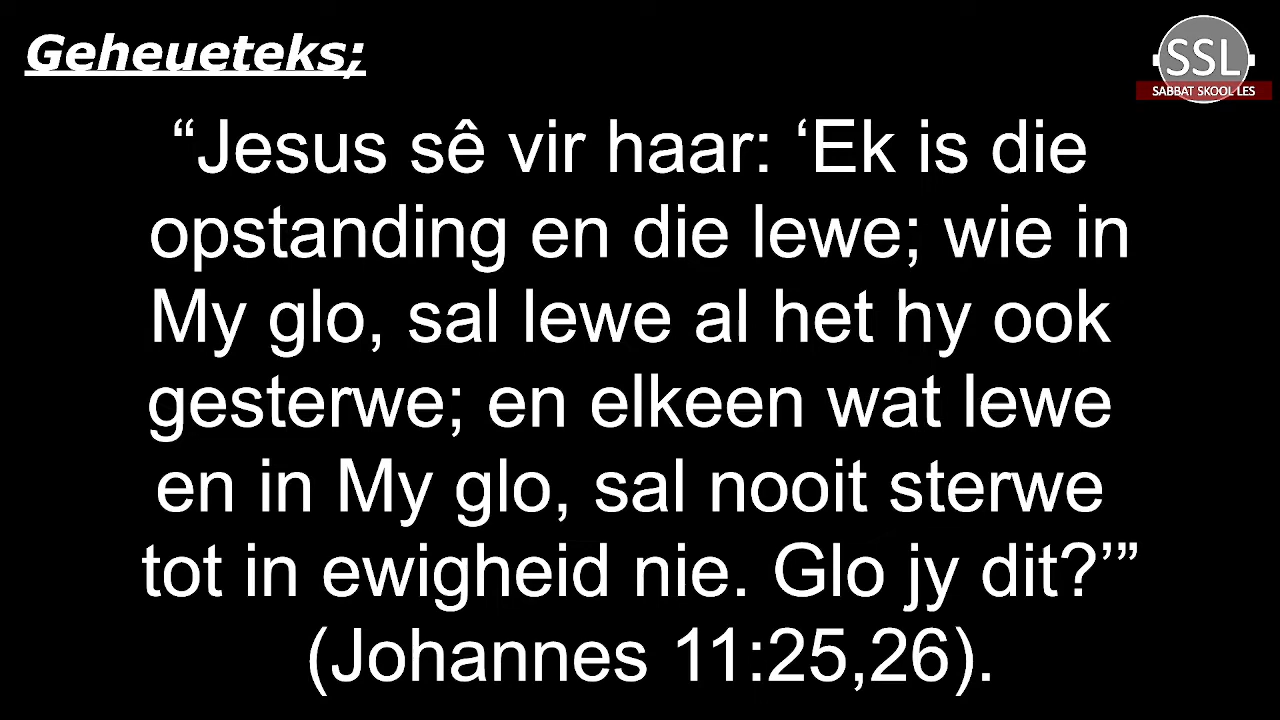 Geheueteks;
SSL
SABBAT SKOOL LES
“Jesus sê vir haar: ‘Ek is die
opstanding en die lewe; wie in
My glo, sal lewe al het hy ook
gesterwe; en elkeen wat lewe
en in My glo, sal nooit sterwe
tot in ewigheid nie. Glo jy dit?’”
(Johannes 11:25,26).